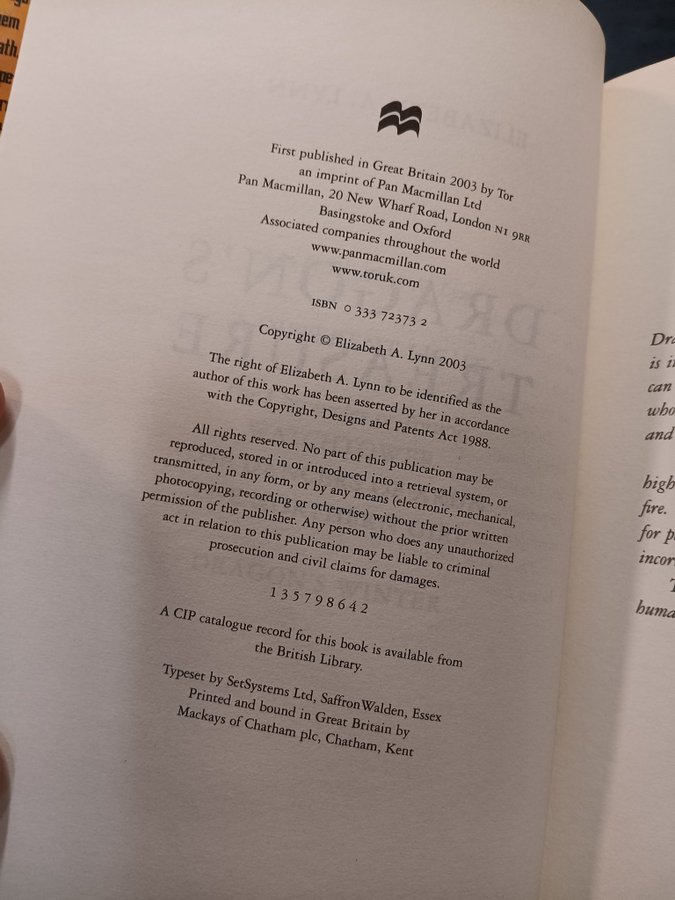 First published in Great Britain 2003 by Tor
an imprint of Pan Macmillan Ltd
Pan Macmillan, 20 New Wharf Road, London N1 9RR
Basingstoke and Oxford
Associated companies throughout the world
www.panmacmillan.com
www.toruk.com
ISBN 0 333 72373 2
Copyright © Elizabeth A. Lynn 2003
The right of Elizabeth A. Lynn to be identified as the
author of this work has been asserted by her in accordance
with the Copyright, Designs and Patents Act 1988.
All rights reserved. No part of this publication may be
reproduced, stored in or introduced into a retrieval system, or
transmitted, in any form, or by any means (electronic, mechanical,
photocopying, recording or otherwise) without the prior written
permission of the publisher. Any person who does any unauthorized
act in relation to this publication may be liable to criminal
prosecution and civil claims for damages.
1 3 5 7 9 8 6 4 2
A CIP catalogue record for this book is available from
the British Library.
Typeset by SetSystems Ltd, Saffron Walden, Essex
Printed and bound in Great Britain by
Mackays of Chatham plc, Chatham, Kent
is
can
who
and
high
fire.
for
huma